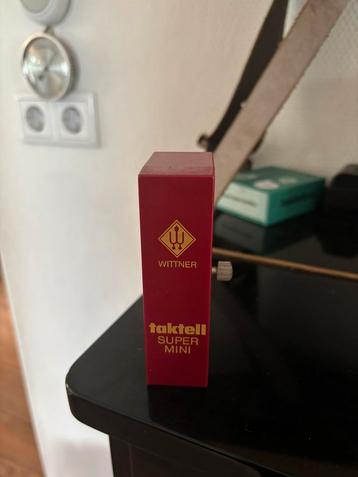 WITTNER
taktell
SUPER
MINI